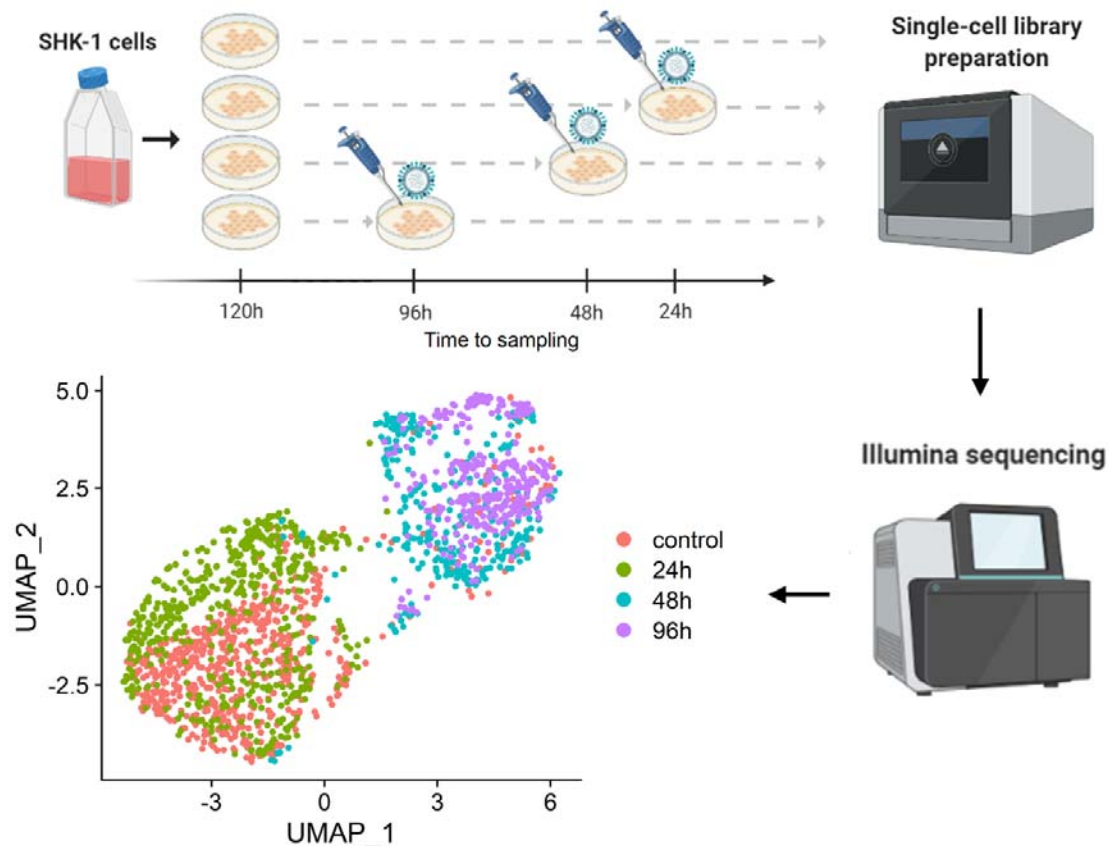 SHK-1 cells
Single-cell library
preparation
120h
96h
48h
24h
Time to sampling
Illumina sequencing
5.0
2.5
0.0
-2.5
UMAP_2
-3
0
3
6
UMAP_1
control
24h
48h
96h